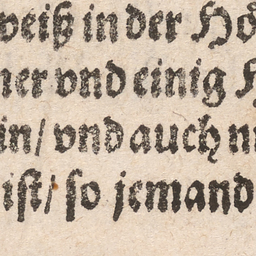 weiß in der Hö
ner vnd einig
in/ vnd auch
ist/ so jemand